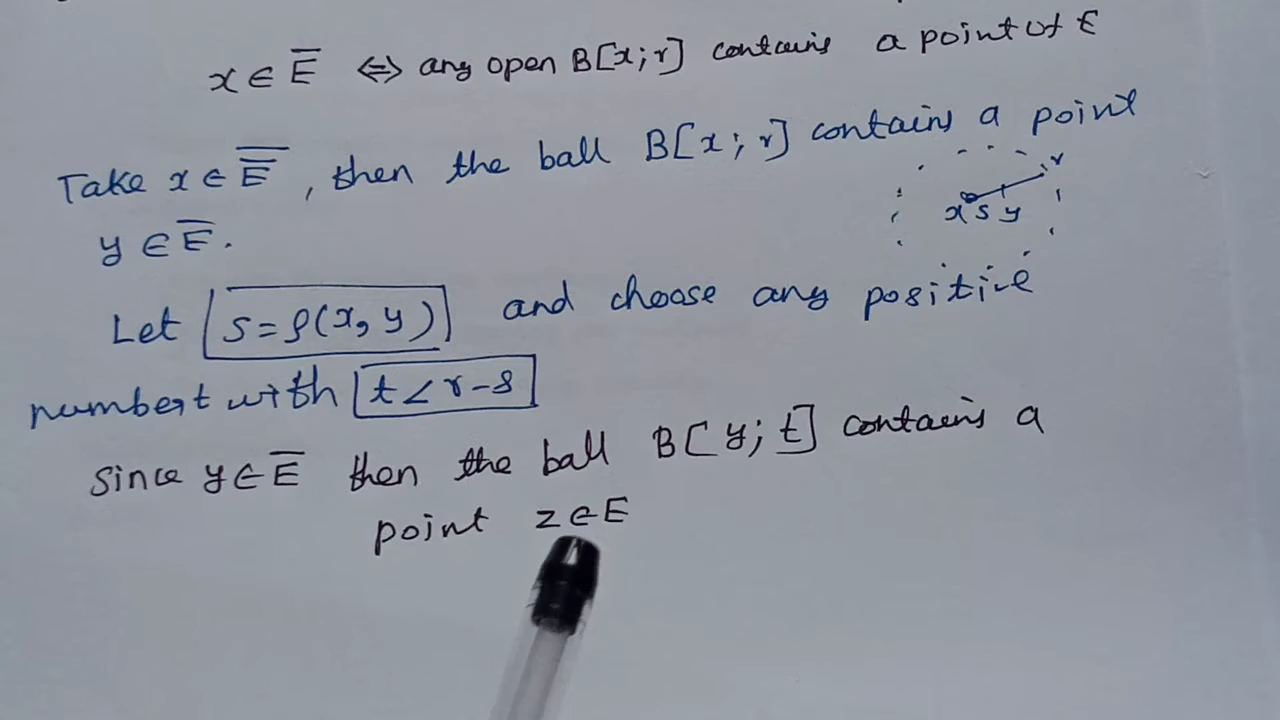 x ∈ E̅ ⇔ any open B[x;r] contains a point of E
Take x ∈ E̿, then the ball B[x;r] contains a point
y ∈ E̅.
r
x s y
Let s=ρ(x, y) and choose any positive
number t with t < r-s
Since y ∈ E̅ then the ball B[y;t] contains a
point z ∈ E